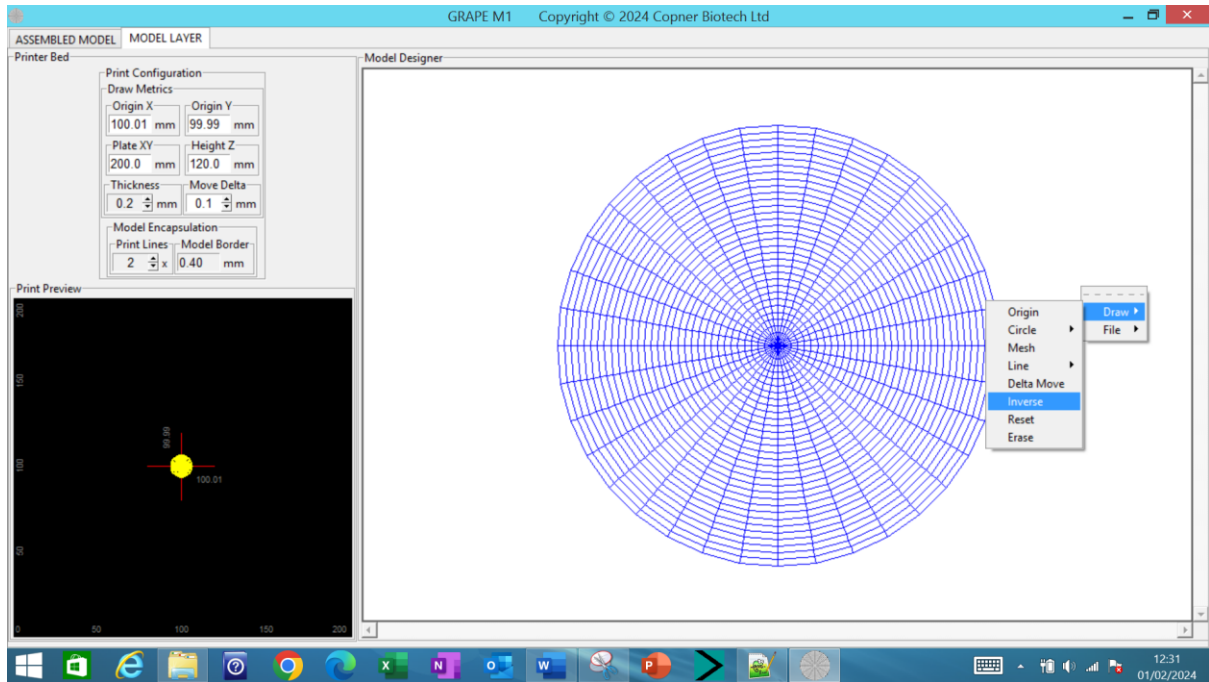 GRAPE M1 Copyright © 2024 Copner Biotech Ltd
ASSEMBLED MODEL MODEL LAYER
Printer Bed
Print Configuration
Draw Metrics
Origin X Origin Y
100.01 mm 99.99 mm
Plate XY Height Z
200.0 mm 120.0 mm
Thickness Move Delta
0.2 mm 0.1 mm
Model Encapsulation
Print Lines Model Border
2 x 0.40 mm
Print Preview
200
150
100
50
0 50 100 150 200
99.99
100.01
Model Designer
Draw
File
Origin
Circle
Mesh
Line
Delta Move
Inverse
Reset
Erase
12:31
01/02/2024